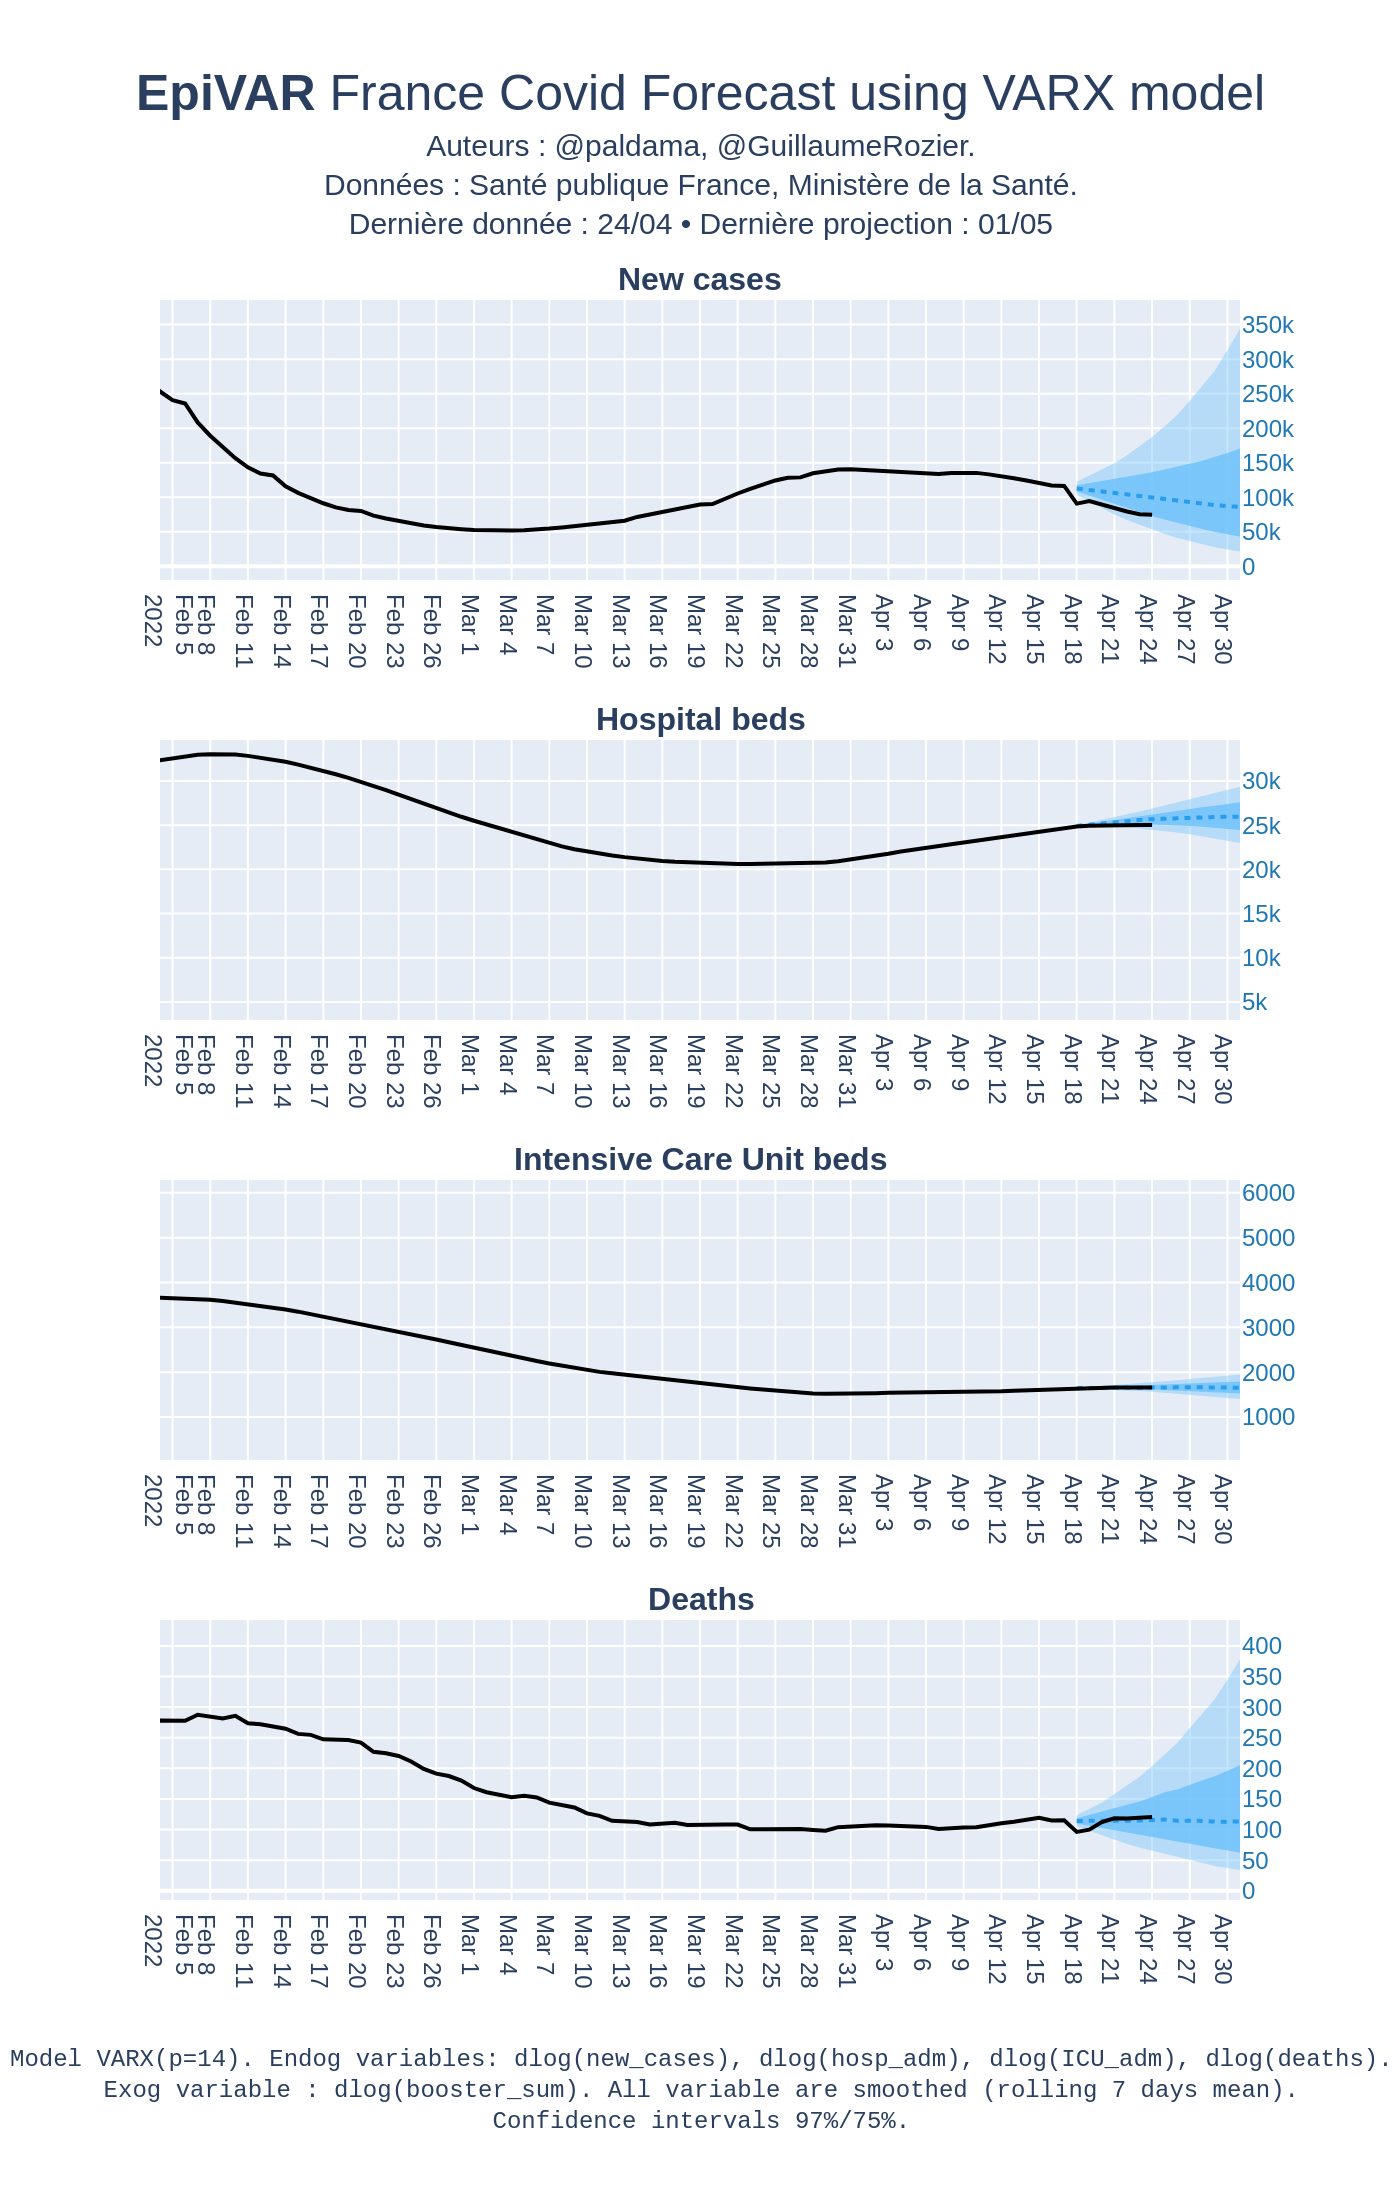 EpiVAR France Covid Forecast using VARX model
Auteurs : @paldama, @GuillaumeRozier.
Données : Santé publique France, Ministère de la Santé.
Dernière donnée : 24/04 • Dernière projection : 01/05
New cases
350k
300k
250k
200k
150k
100k
50k
0
2022
Feb 5
Feb 8
Feb 11
Feb 14
Feb 17
Feb 20
Feb 23
Feb 26
Mar 1
Mar 4
Mar 7
Mar 10
Mar 13
Mar 16
Mar 19
Mar 22
Mar 25
Mar 28
Mar 31
Apr 3
Apr 6
Apr 9
Apr 12
Apr 15
Apr 18
Apr 21
Apr 24
Apr 27
Apr 30
Hospital beds
30k
25k
20k
15k
10k
5k
2022
Feb 5
Feb 8
Feb 11
Feb 14
Feb 17
Feb 20
Feb 23
Feb 26
Mar 1
Mar 4
Mar 7
Mar 10
Mar 13
Mar 16
Mar 19
Mar 22
Mar 25
Mar 28
Mar 31
Apr 3
Apr 6
Apr 9
Apr 12
Apr 15
Apr 18
Apr 21
Apr 24
Apr 27
Apr 30
Intensive Care Unit beds
6000
5000
4000
3000
2000
1000
2022
Feb 5
Feb 8
Feb 11
Feb 14
Feb 17
Feb 20
Feb 23
Feb 26
Mar 1
Mar 4
Mar 7
Mar 10
Mar 13
Mar 16
Mar 19
Mar 22
Mar 25
Mar 28
Mar 31
Apr 3
Apr 6
Apr 9
Apr 12
Apr 15
Apr 18
Apr 21
Apr 24
Apr 27
Apr 30
Deaths
400
350
300
250
200
150
100
50
0
2022
Feb 5
Feb 8
Feb 11
Feb 14
Feb 17
Feb 20
Feb 23
Feb 26
Mar 1
Mar 4
Mar 7
Mar 10
Mar 13
Mar 16
Mar 19
Mar 22
Mar 25
Mar 28
Mar 31
Apr 3
Apr 6
Apr 9
Apr 12
Apr 15
Apr 18
Apr 21
Apr 24
Apr 27
Apr 30
Model VARX(p=14). Endog variables: dlog(new_cases), dlog(hosp_adm), dlog(ICU_adm), dlog(deaths).
Exog variable : dlog(booster_sum). All variable are smoothed (rolling 7 days mean).
Confidence intervals 97%/75%.